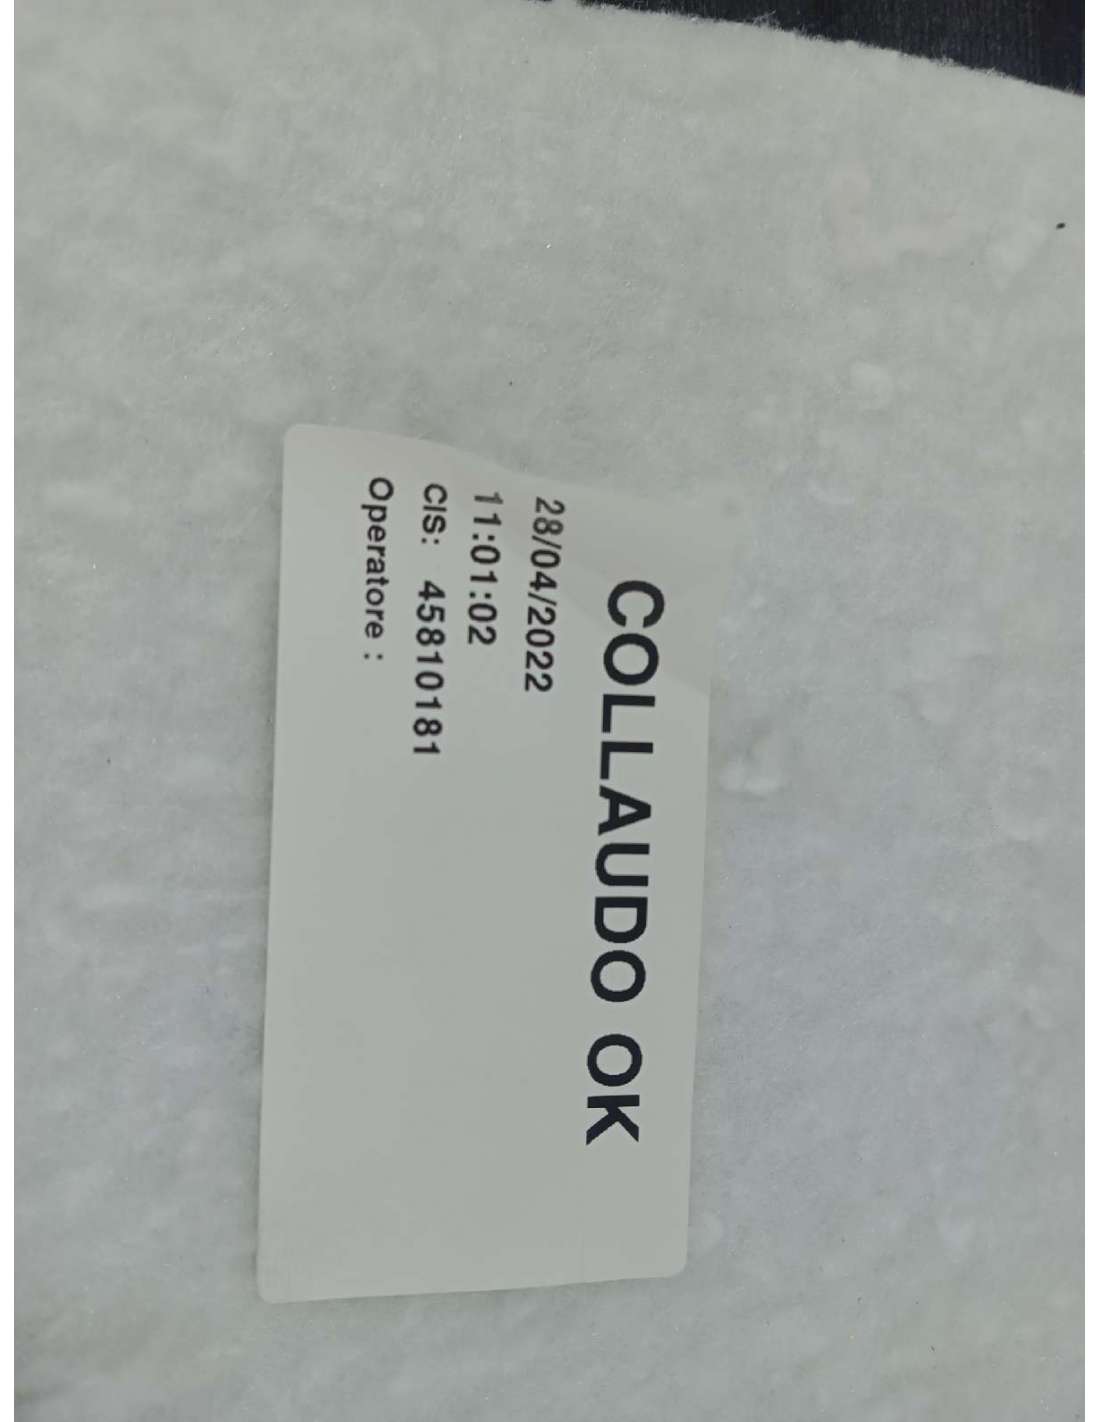 COLLAUDO OK
28/04/2022
11:01:02
CIS: 45810181
Operatore :